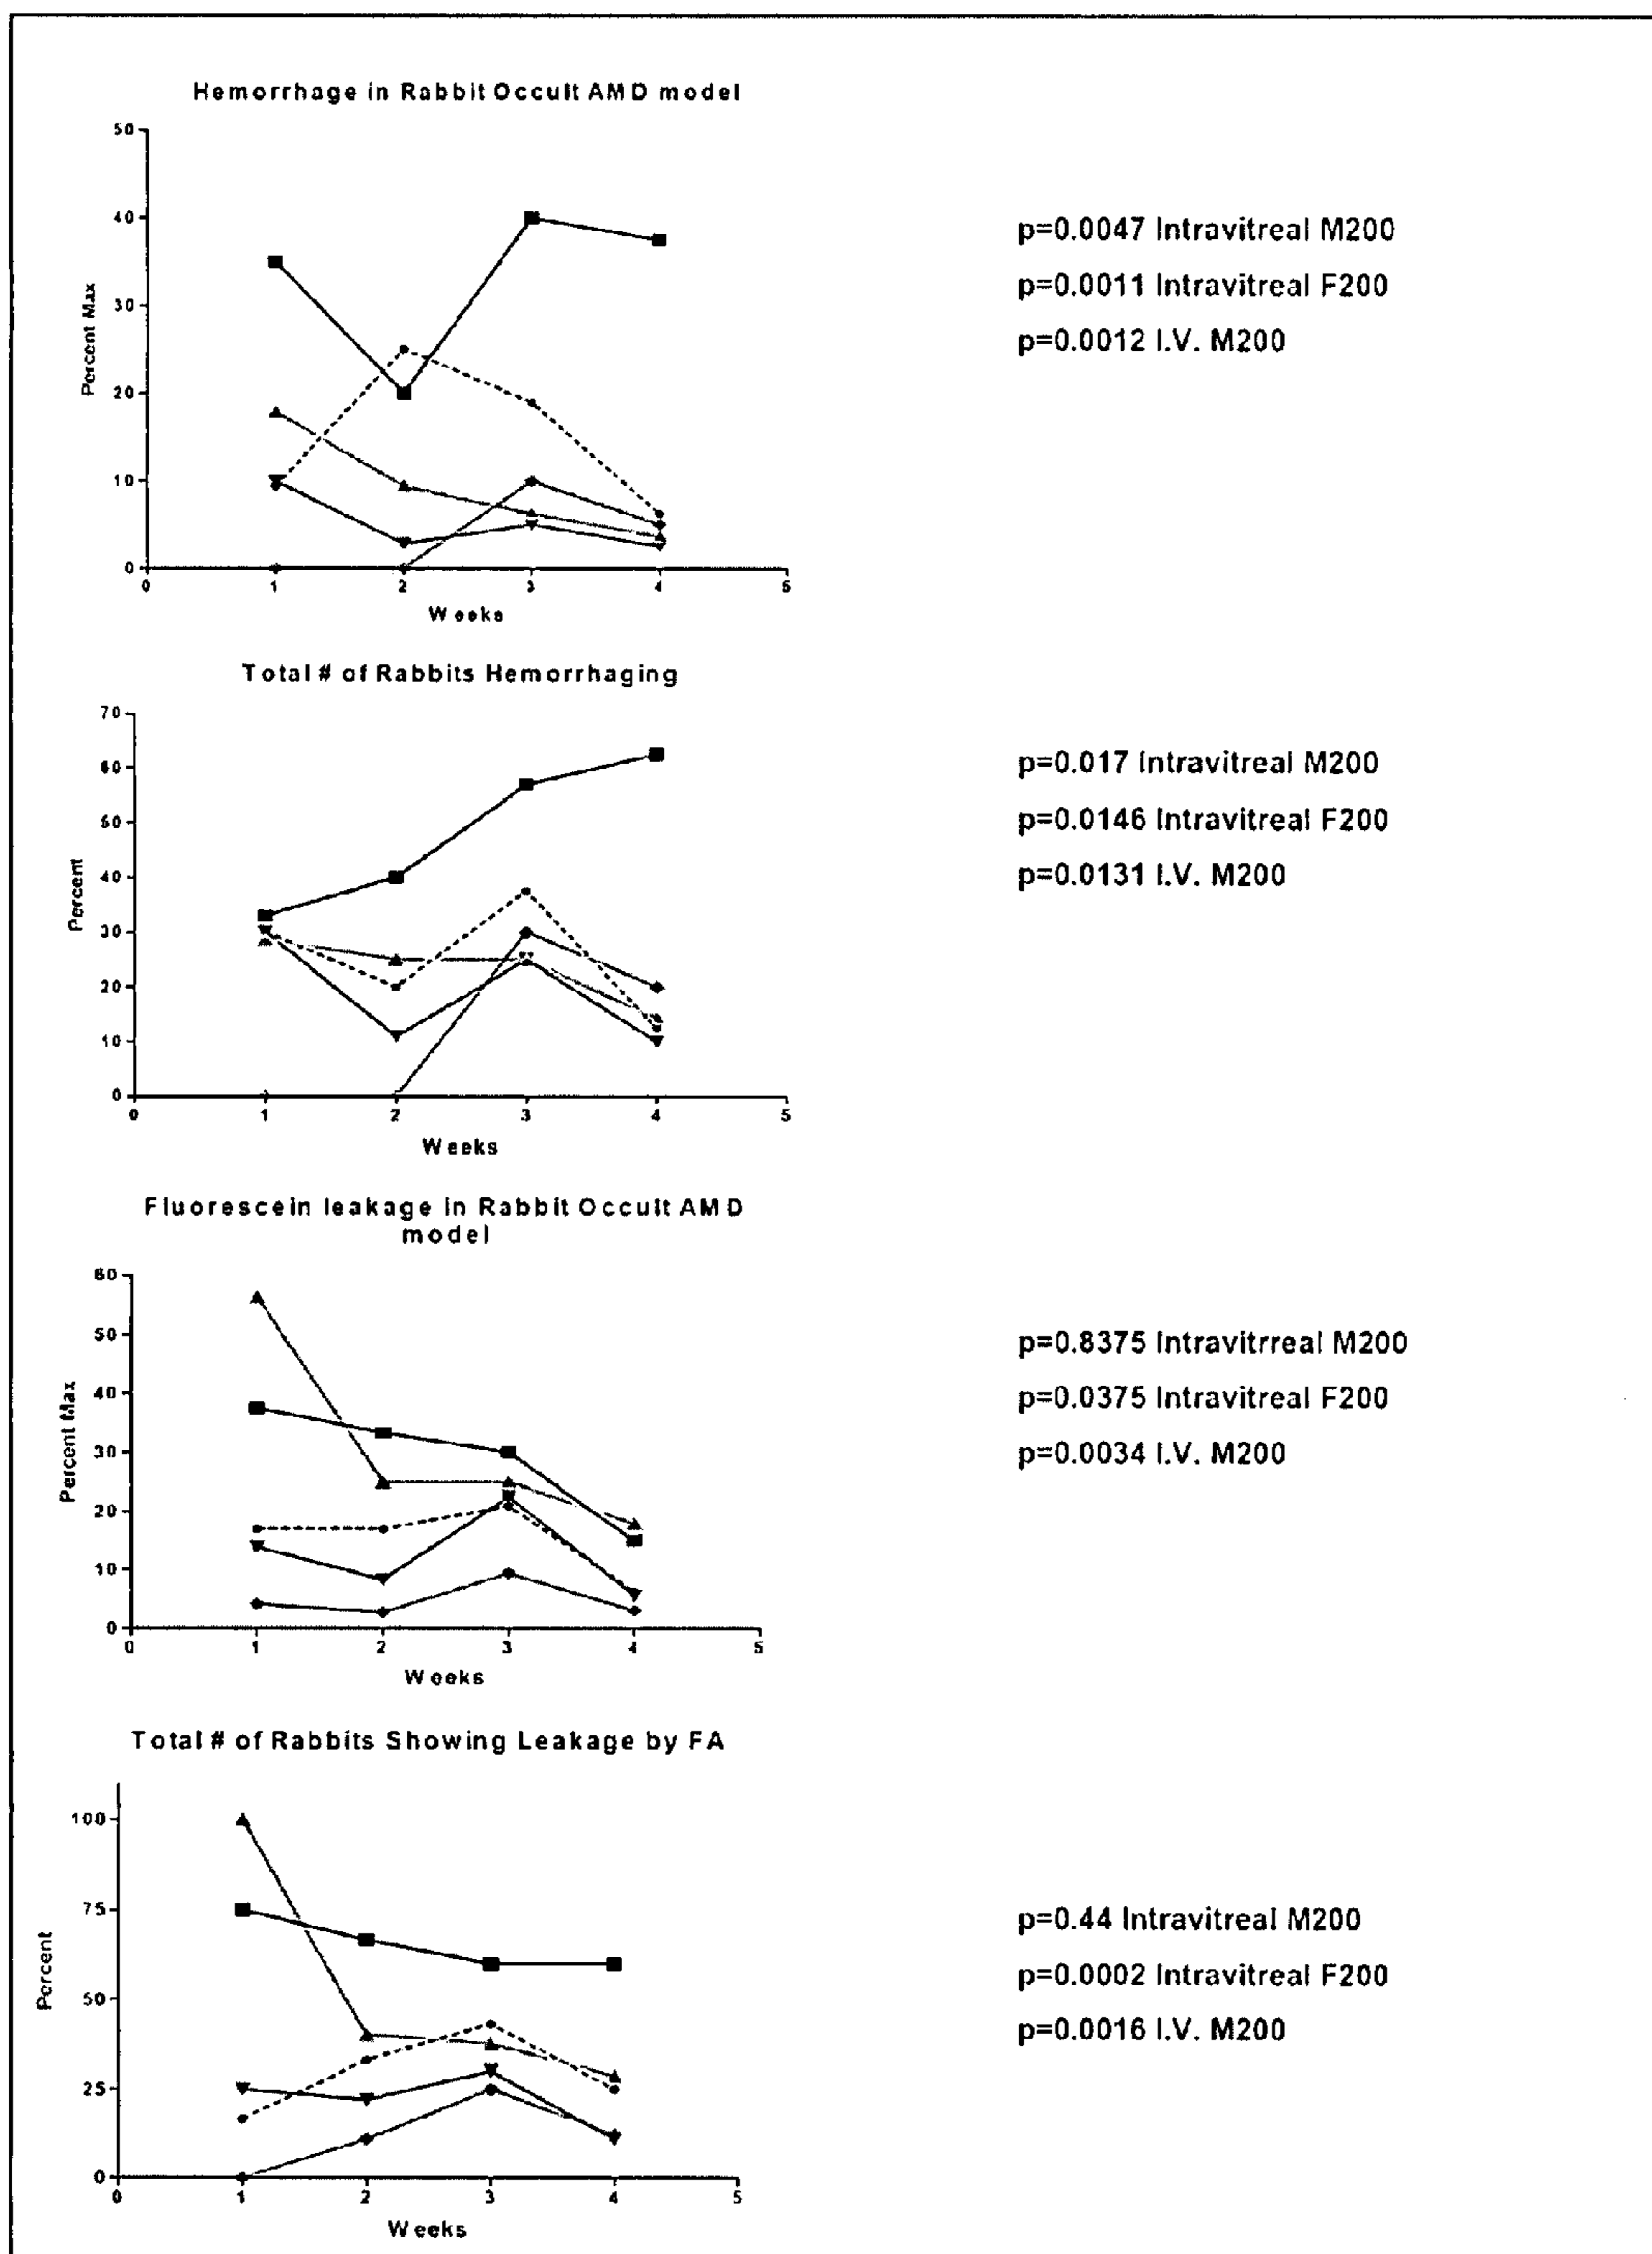 Hemorrhage in Rabbit Occult AMD model
50
40
30
20
10
0
Percent Max
0 1 2 3 4 5
Weeks
p=0.0047 Intravitreal M200
p=0.0011 Intravitreal F200
p=0.0012 I.V. M200
Total # of Rabbits Hemorrhaging
70
60
50
40
30
20
10
0
Percent
0 1 2 3 4 5
Weeks
p=0.017 Intravitreal M200
p=0.0146 Intravitreal F200
p=0.0131 I.V. M200
Fluorescein leakage in Rabbit Occult AMD
model
60
50
40
30
20
10
0
Percent Max
0 1 2 3 4 5
Weeks
p=0.8375 Intravitrreal M200
p=0.0375 Intravitreal F200
p=0.0034 I.V. M200
Total # of Rabbits Showing Leakage by FA
100
75
50
25
0
Percent
0 1 2 3 4 5
Weeks
p=0.44 Intravitreal M200
p=0.0002 Intravitreal F200
p=0.0016 I.V. M200